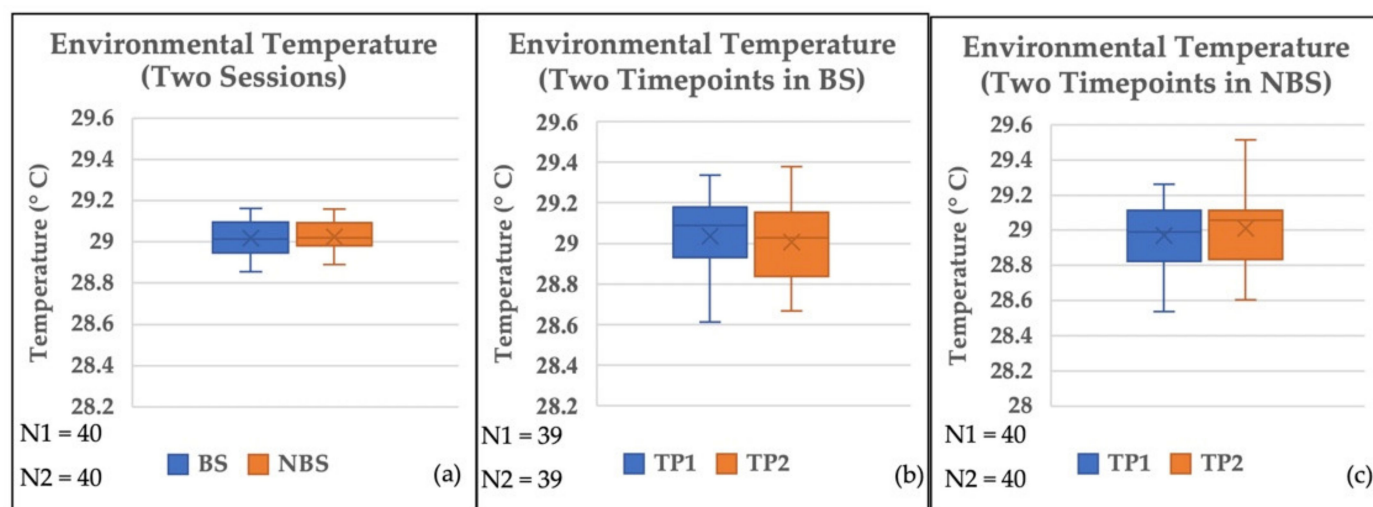 Environmental Temperature
(Two Sessions)
Temperature (° C)
29.6
29.4
29.2
29
28.8
28.6
28.4
28.2
N1 = 40
N2 = 40
BS NBS
(a)
Environmental Temperature
(Two Timepoints in BS)
Temperature (° C)
29.6
29.4
29.2
29
28.8
28.6
28.4
28.2
N1 = 39
N2 = 39
TP1 TP2
(b)
Environmental Temperature
(Two Timepoints in NBS)
Temperature (° C)
29.6
29.4
29.2
29
28.8
28.6
28.4
28.2
28
N1 = 40
N2 = 40
TP1 TP2
(c)